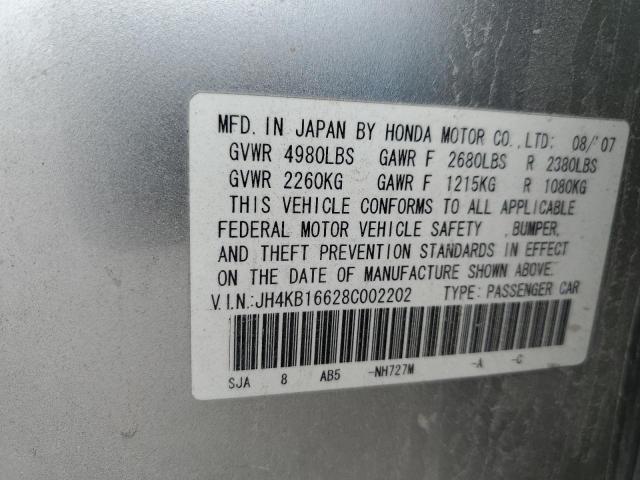 MFD. IN JAPAN BY HONDA MOTOR CO.,LTD: 08/'07
GVWR 4980LBS GAWR F 2680LBS R 2380LBS
GVWR 2260KG GAWR F 1215KG R 1080KG
THIS VEHICLE CONFORMS TO ALL APPLICABLE
FEDERAL MOTOR VEHICLE SAFETY ,BUMPER,
AND THEFT PREVENTION STANDARDS IN EFFECT
ON THE DATE OF MANUFACTURE SHOWN ABOVE.
V.I.N.:JH4KB16628C002202 TYPE: PASSENGER CAR
SJA 8 AB5 -NH727M -A -C